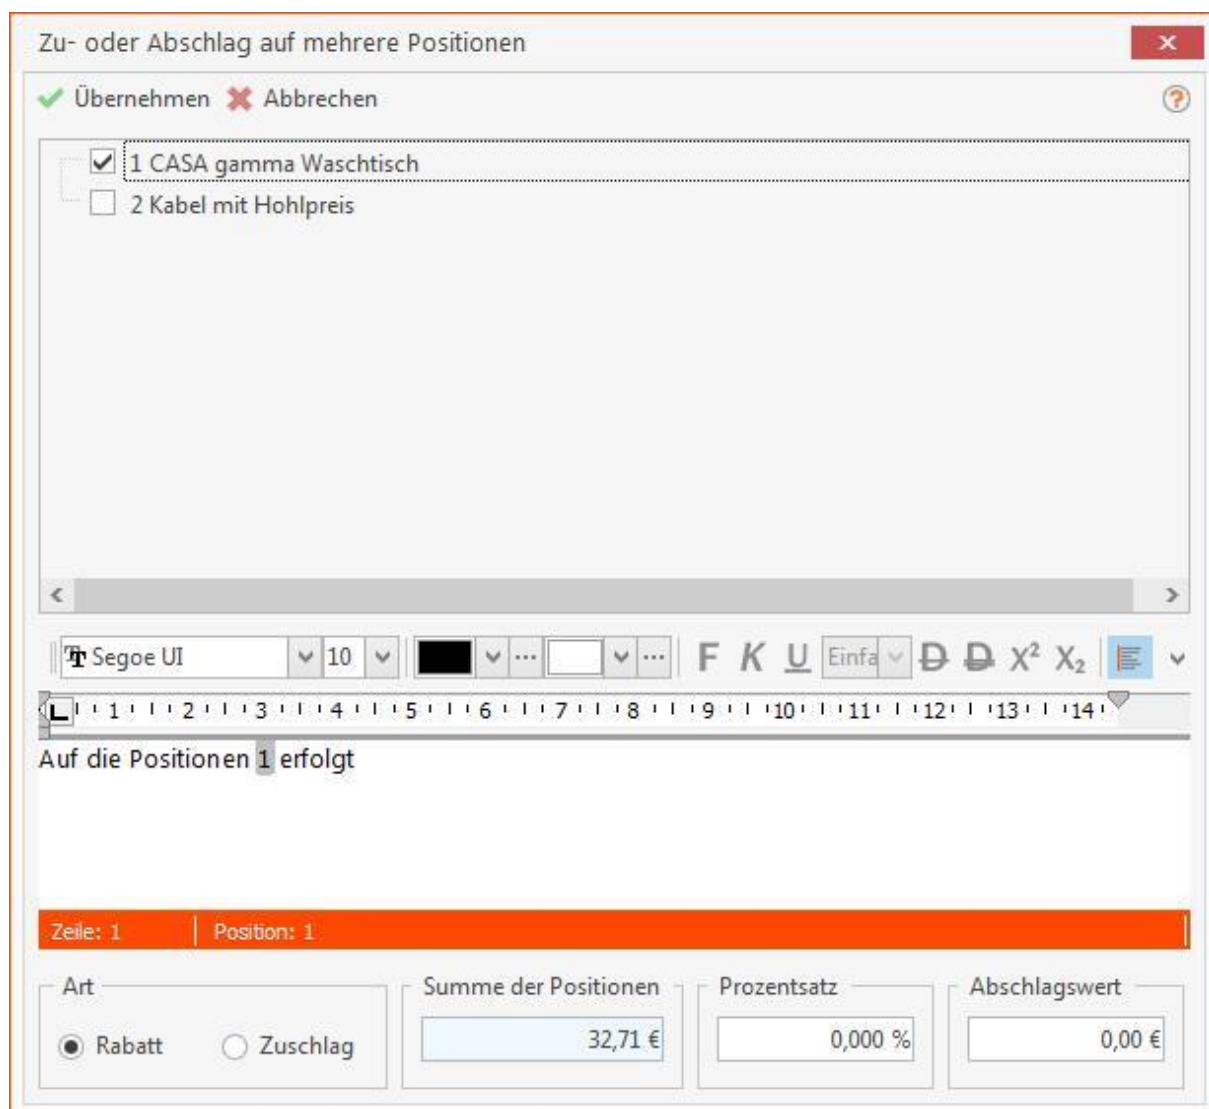 Zu- oder Abschlag auf mehrere Positionen
Übernehmen Abbrechen ?
1 CASA gamma Waschtisch
2 Kabel mit Hohlpreis
Segoe UI 10 F K U Einfa D D X² X₂
L 1 2 3 4 5 6 7 8 9 10 11 12 13 14
Auf die Positionen 1 erfolgt
Zeile: 1 Position: 1
Art Summe der Positionen Prozentsatz Abschlagswert
Rabatt Zuschlag 32,71 € 0,000 % 0,00 €